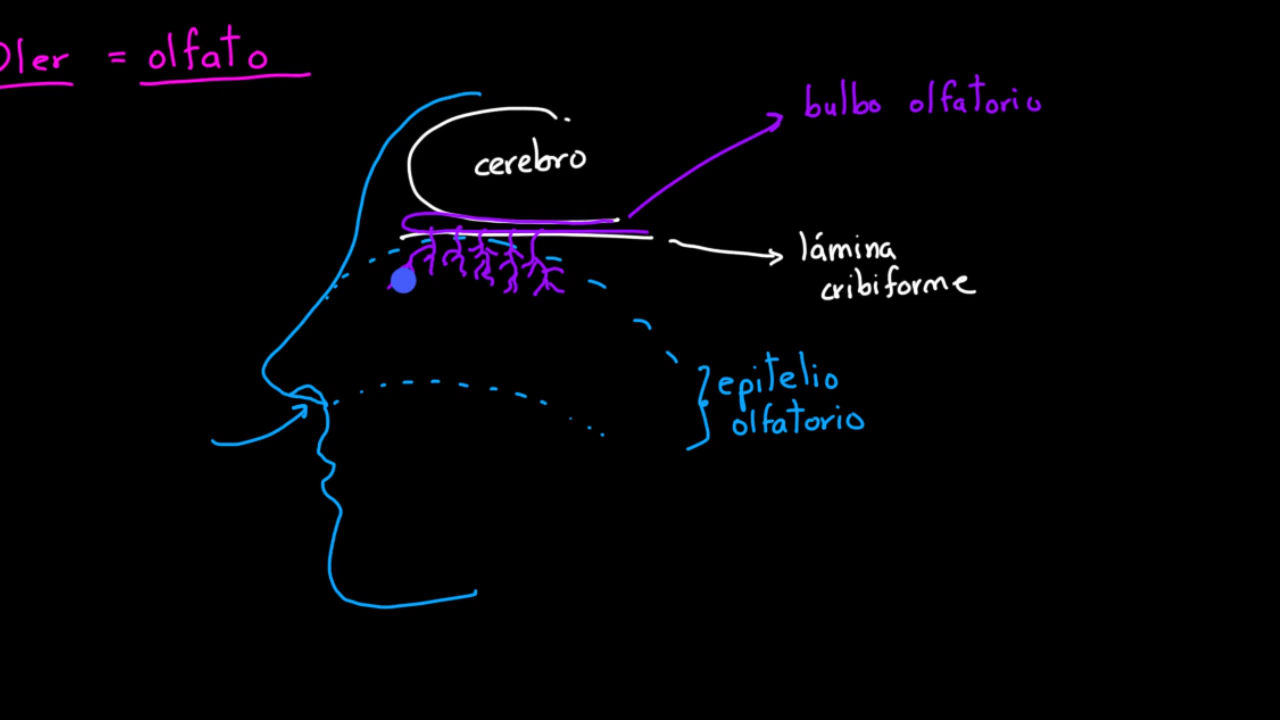 Oler = olfato
bulbo olfatorio
cerebro
lámina
cribiforme
epitelio
olfatorio